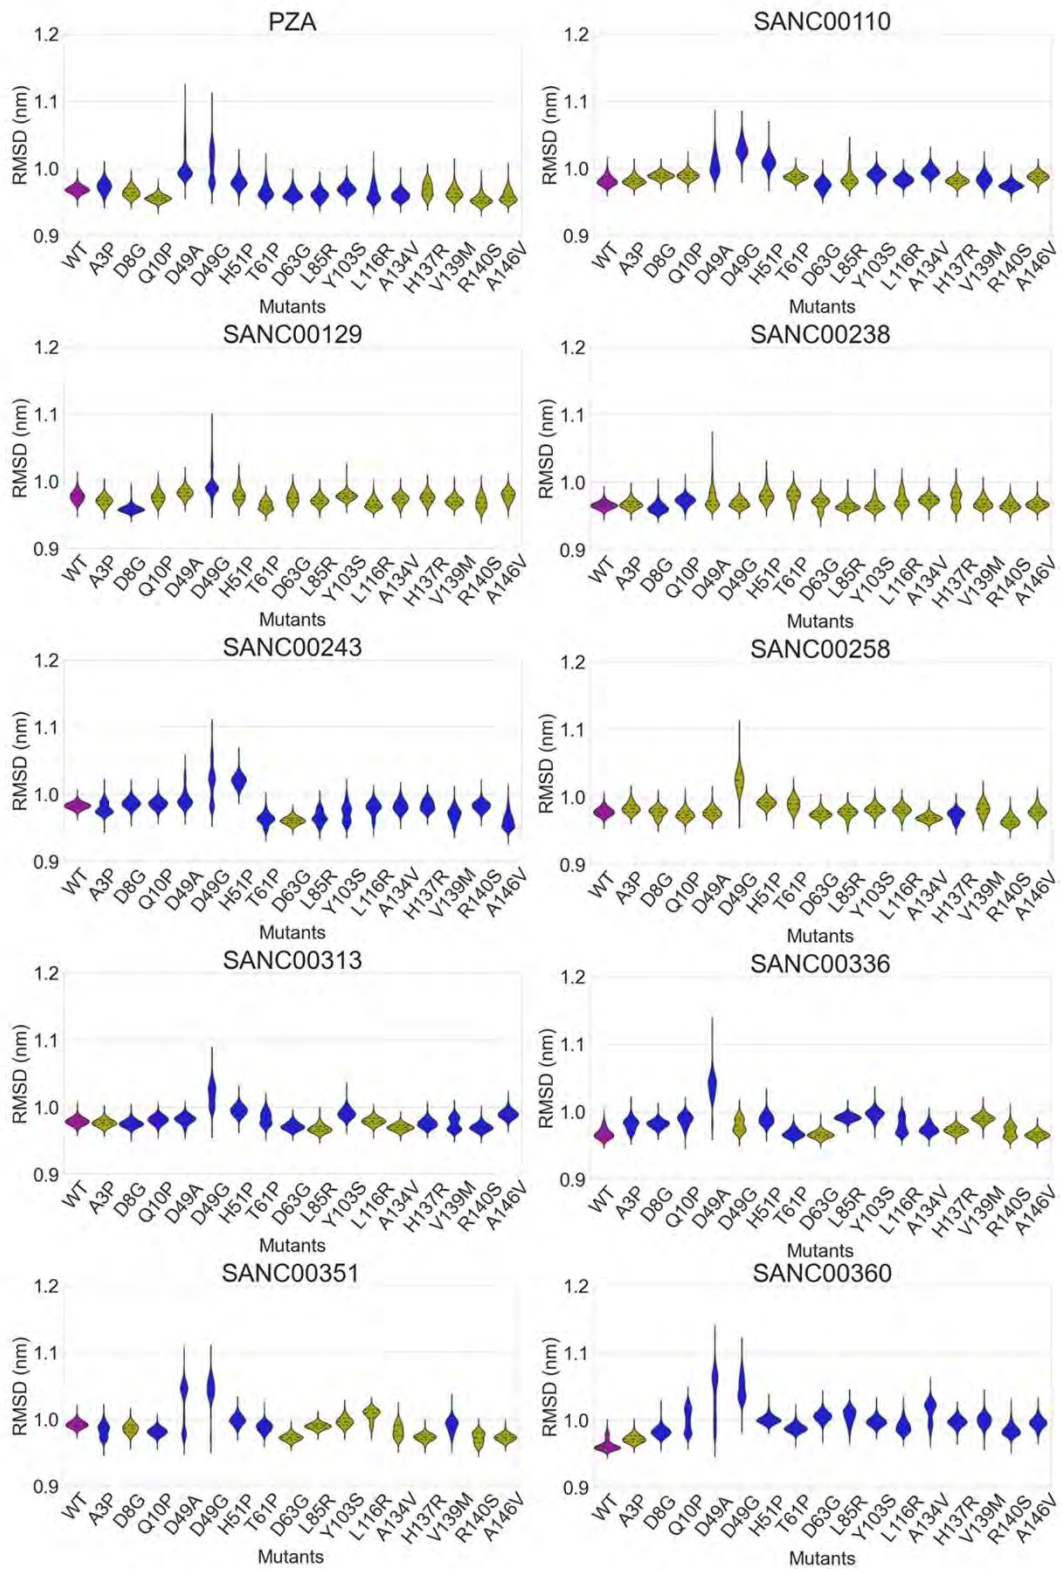 PZA
1.2
1.1
1.0
0.9
RMSD (nm)
WT A3P D8G Q10P D49A D49G H51P T61P D63G L85R Y103S L116R A134V H137R V139M R140S A146V
Mutants
SANC00110
1.2
1.1
1.0
0.9
RMSD (nm)
WT A3P D8G Q10P D49A D49G H51P T61P D63G L85R Y103S L116R A134V H137R V139M R140S A146V
Mutants
SANC00129
1.2
1.1
1.0
0.9
RMSD (nm)
WT A3P D8G Q10P D49A D49G H51P T61P D63G L85R Y103S L116R A134V H137R V139M R140S A146V
Mutants
SANC00238
1.2
1.1
1.0
0.9
RMSD (nm)
WT A3P D8G Q10P D49A D49G H51P T61P D63G L85R Y103S L116R A134V H137R V139M R140S A146V
Mutants
SANC00243
1.2
1.1
1.0
0.9
RMSD (nm)
WT A3P D8G Q10P D49A D49G H51P T61P D63G L85R Y103S L116R A134V H137R V139M R140S A146V
Mutants
SANC00258
1.2
1.1
1.0
0.9
RMSD (nm)
WT A3P D8G Q10P D49A D49G H51P T61P D63G L85R Y103S L116R A134V H137R V139M R140S A146V
Mutants
SANC00313
1.2
1.1
1.0
0.9
RMSD (nm)
WT A3P D8G Q10P D49A D49G H51P T61P D63G L85R Y103S L116R A134V H137R V139M R140S A146V
Mutants
SANC00336
1.2
1.1
1.0
0.9
RMSD (nm)
WT A3P D8G Q10P D49A D49G H51P T61P D63G L85R Y103S L116R A134V H137R V139M R140S A146V
Mutants
SANC00351
1.2
1.1
1.0
0.9
RMSD (nm)
WT A3P D8G Q10P D49A D49G H51P T61P D63G L85R Y103S L116R A134V H137R V139M R140S A146V
Mutants
SANC00360
1.2
1.1
1.0
0.9
RMSD (nm)
WT A3P D8G Q10P D49A D49G H51P T61P D63G L85R Y103S L116R A134V H137R V139M R140S A146V
Mutants